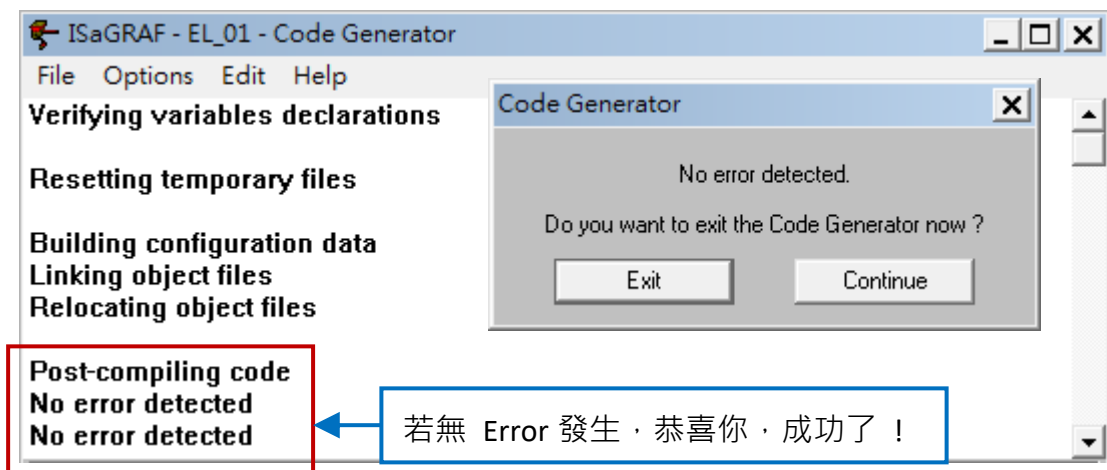 ISaGRAF - EL_01 - Code Generator
File Options Edit Help
Verifying variables declarations
Resetting temporary files
Building configuration data
Linking object files
Relocating object files
Post-compiling code
No error detected
No error detected
Code Generator
No error detected.
Do you want to exit the Code Generator now ?
Exit Continue
若無 Error 發生，恭喜你，成功了 !